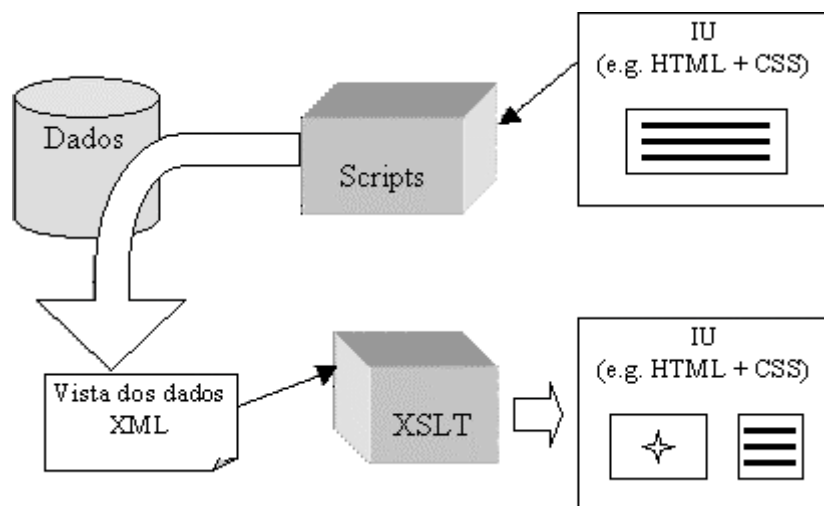 IU
(e.g. HTML + CSS)
Dados
Scripts
Vista dos dados
XML
XSLT
IU
(e.g. HTML + CSS)